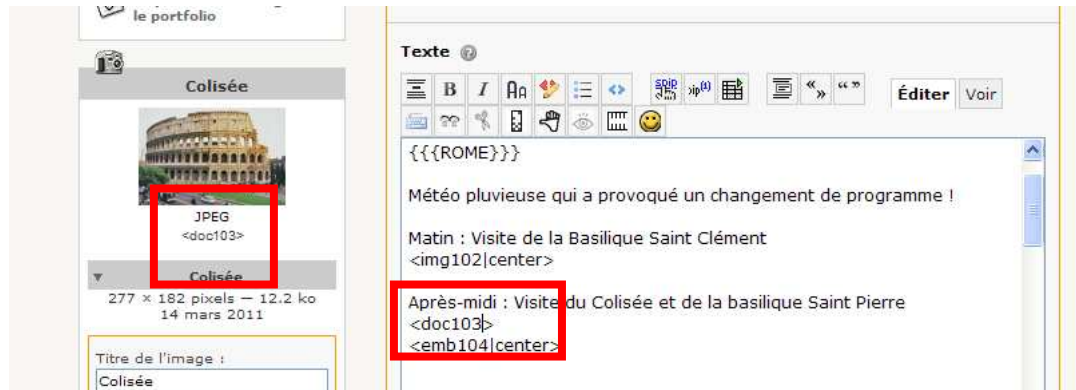 le portfolio
Colisée
JPEG
<doc103>
Colisée
277 × 182 pixels — 12.2 ko
14 mars 2011
Titre de l'image :
Colisée
Texte
B I
Éditer Voir
{{{ROME}}}
Météo pluvieuse qui a provoqué un changement de programme !
Matin : Visite de la Basilique Saint Clément
<img102|center>
Après-midi : Visite du Colisée et de la basilique Saint Pierre
<doc103>
<emb104|center>